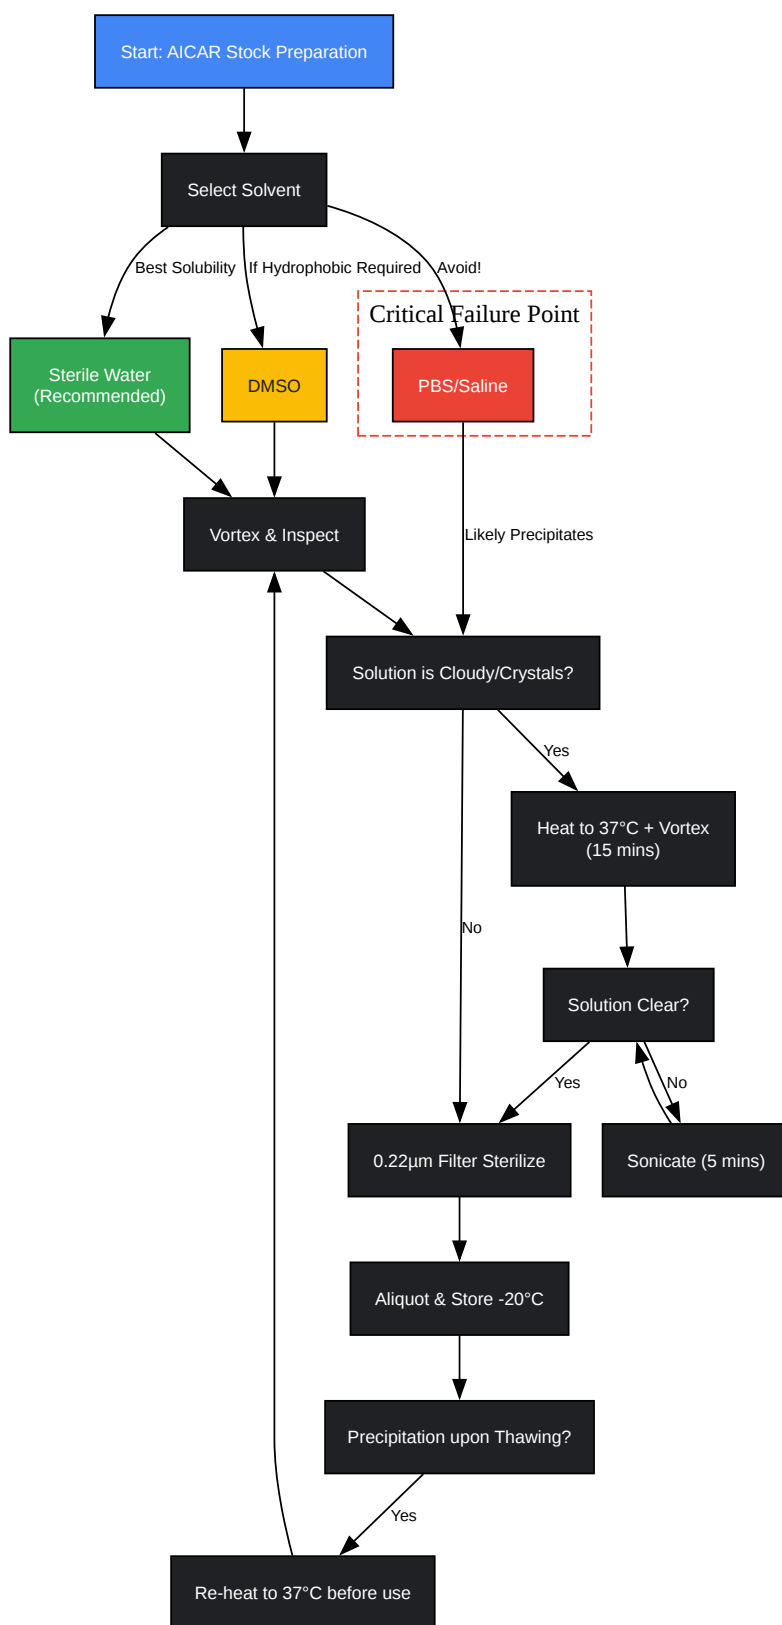 Start: AICAR Stock Preparation
Select Solvent
Best Solubility
If Hydrophobic Required
Avoid!
Critical Failure Point
Sterile Water
(Recommended)
DMSO
PBS/Saline
Vortex & Inspect
Likely Precipitates
Solution is Cloudy/Crystals?
Yes
Heat to 37°C + Vortex
(15 mins)
No
Solution Clear?
Yes
No
0.22µm Filter Sterilize
Sonicate (5 mins)
Aliquot & Store -20°C
Precipitation upon Thawing?
Yes
Re-heat to 37°C before use